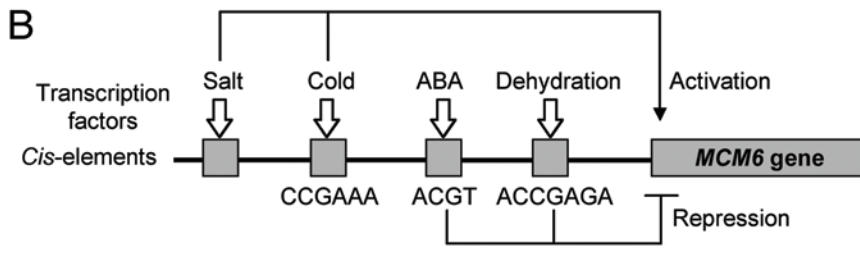 B
Salt Cold ABA Dehydration Activation
Transcription
factors
Cis-elements MCM6 gene
CCGAAA ACGT ACCGAGA
Repression